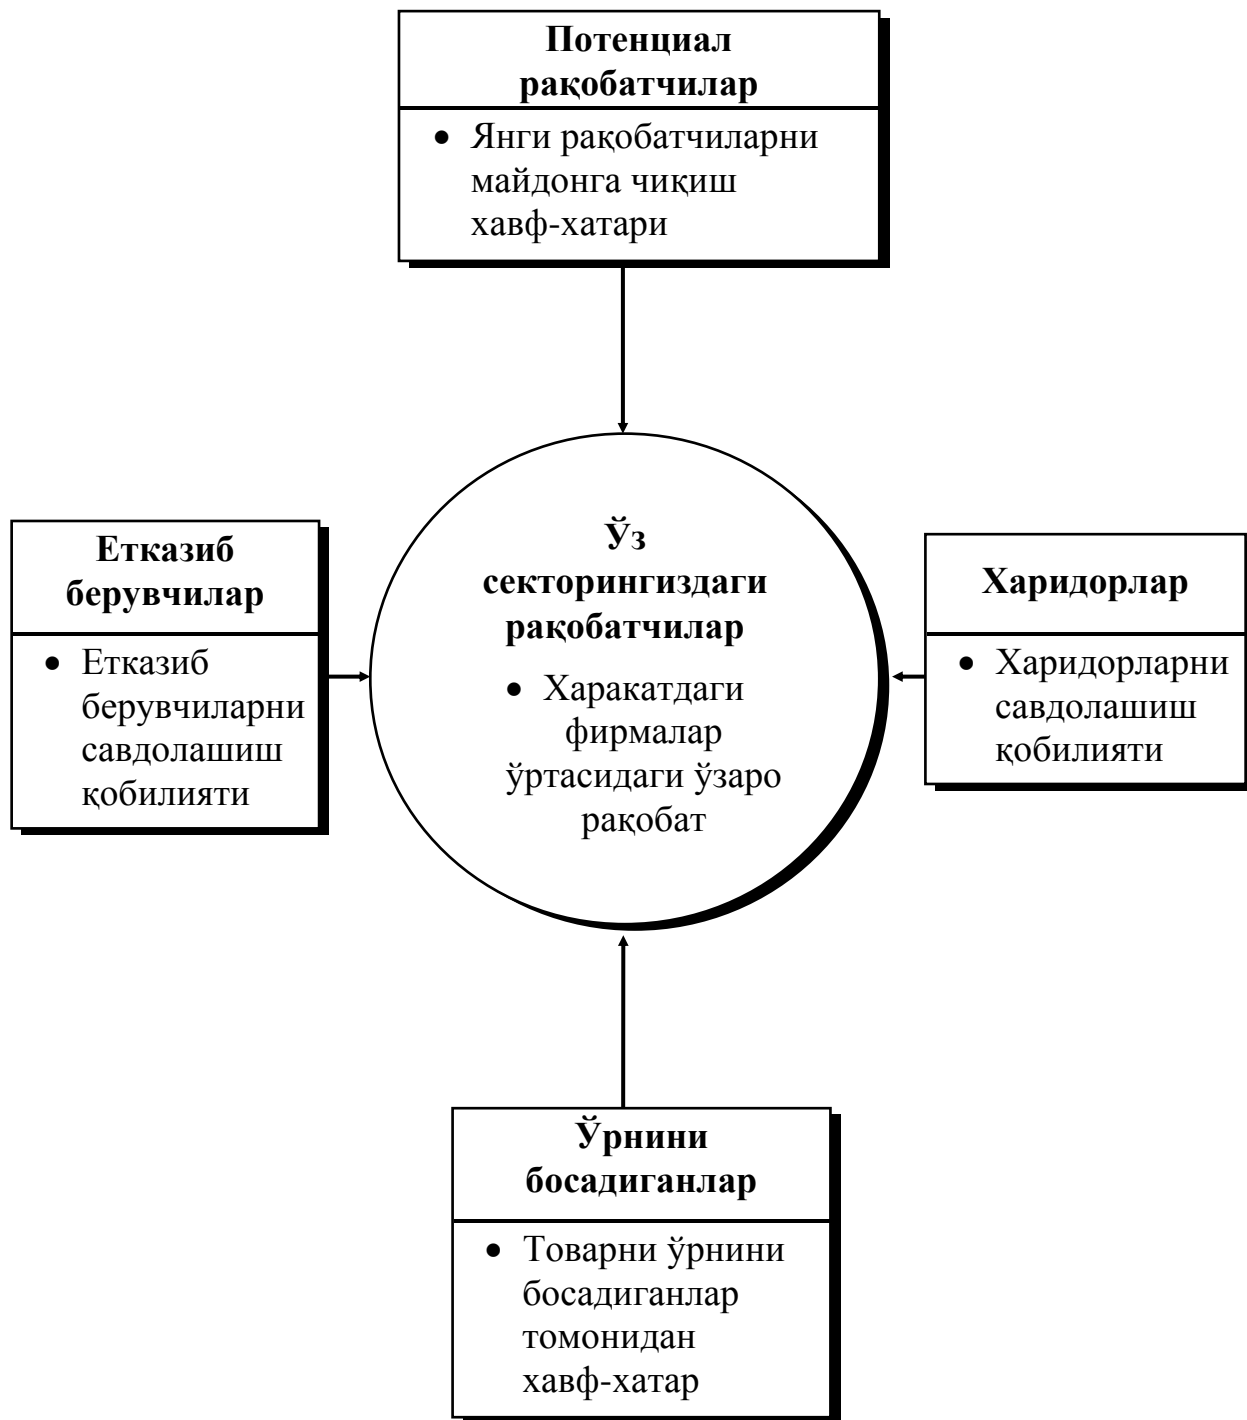 Потенциал
рақобатчилар
• Янги рақобатчиларни
майдонга чиқиш
хавф-хатари
Етказиб
берувчилар
• Етказиб
берувчиларни
савдолашиш
қобилияти
Ўз
секторингиздаги
рақобатчилар
• Харакатдаги
фирмалар
ўртасидаги ўзаро
рақобат
Харидорлар
• Харидорларни
савдолашиш
қобилияти
Ўрнини
босадиганлар
• Товарни ўрнини
босадиганлар
томонидан
хавф-хатар